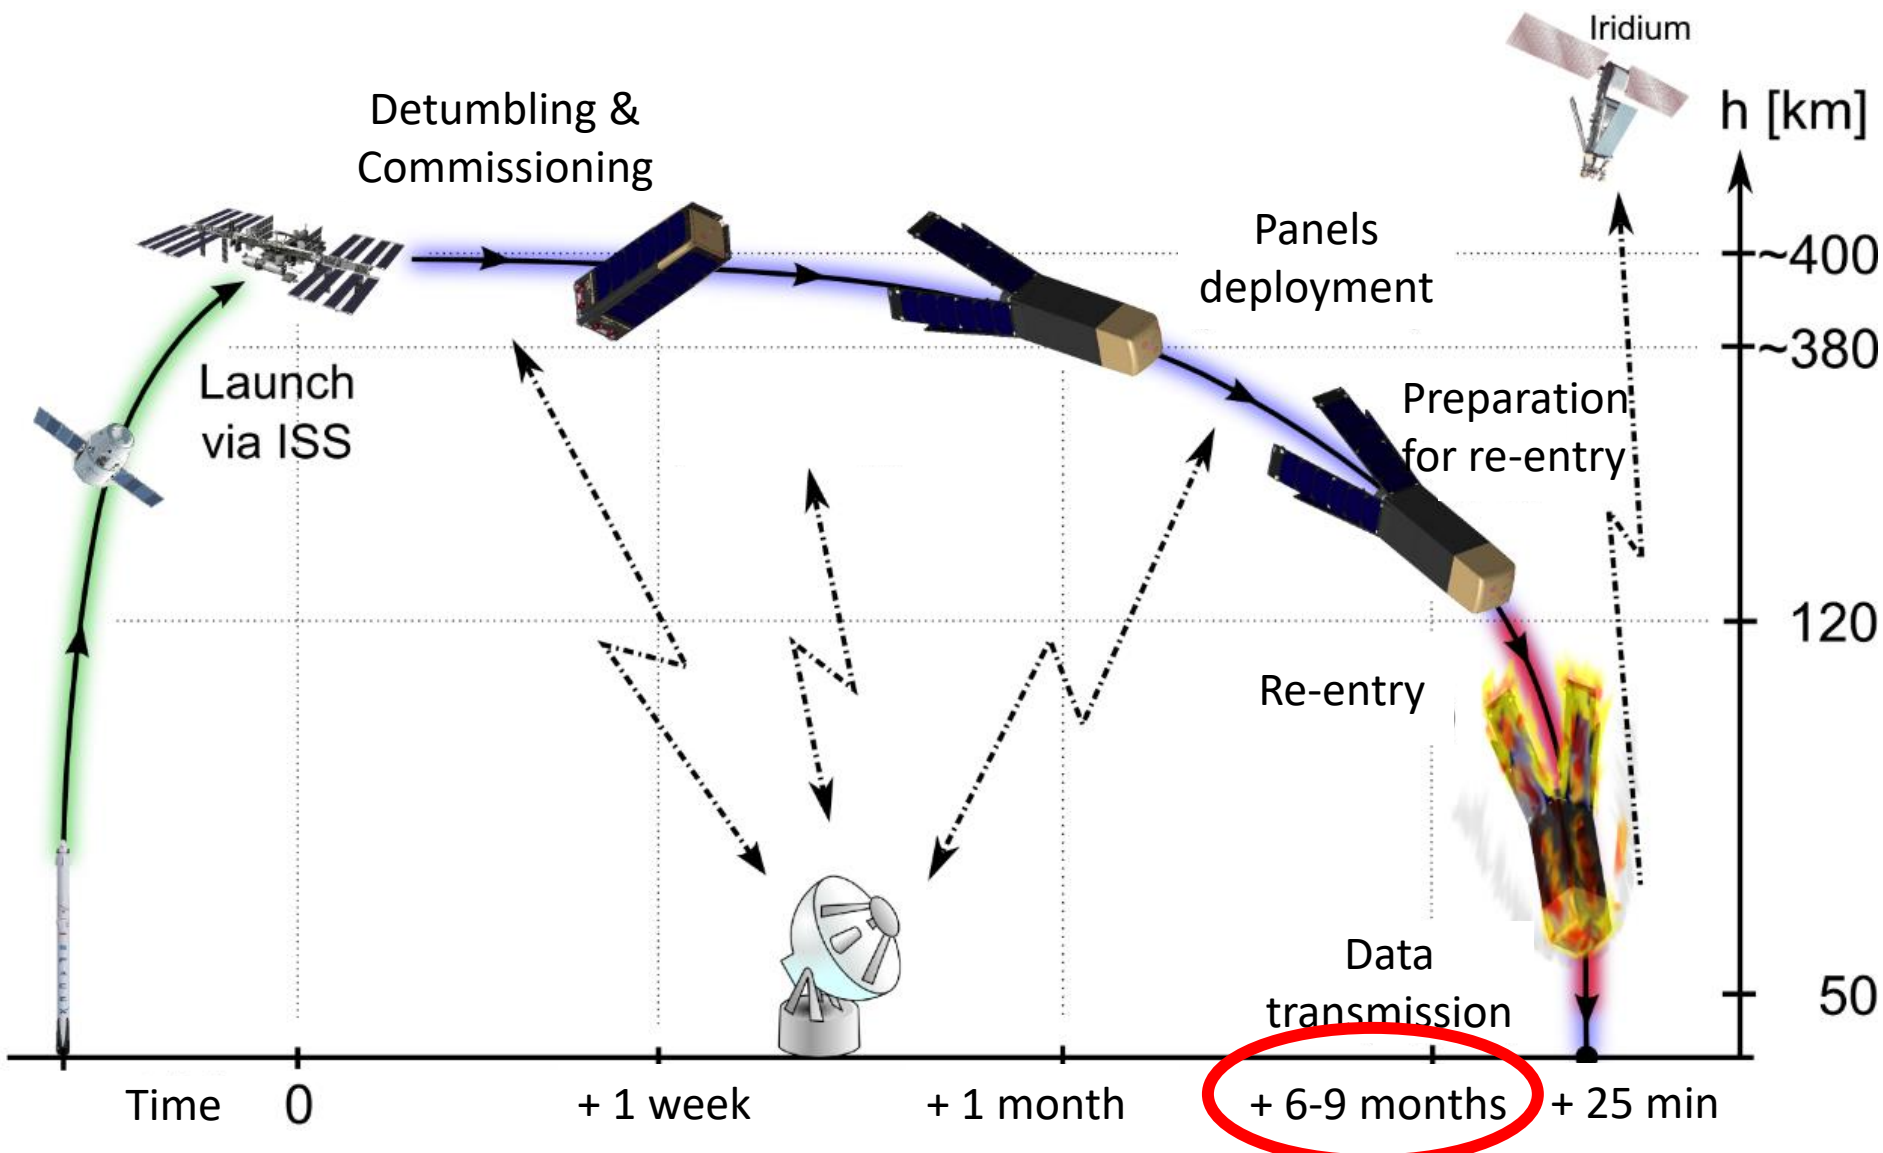 Iridium
h [km]
Detumbling &
Commissioning
Panels
deployment
~400
~380
Launch
via ISS
Preparation
for re-entry
120
Re-entry
Data
transmission
50
Time
0
+ 1 week
+ 1 month
+ 6-9 months
+ 25 min